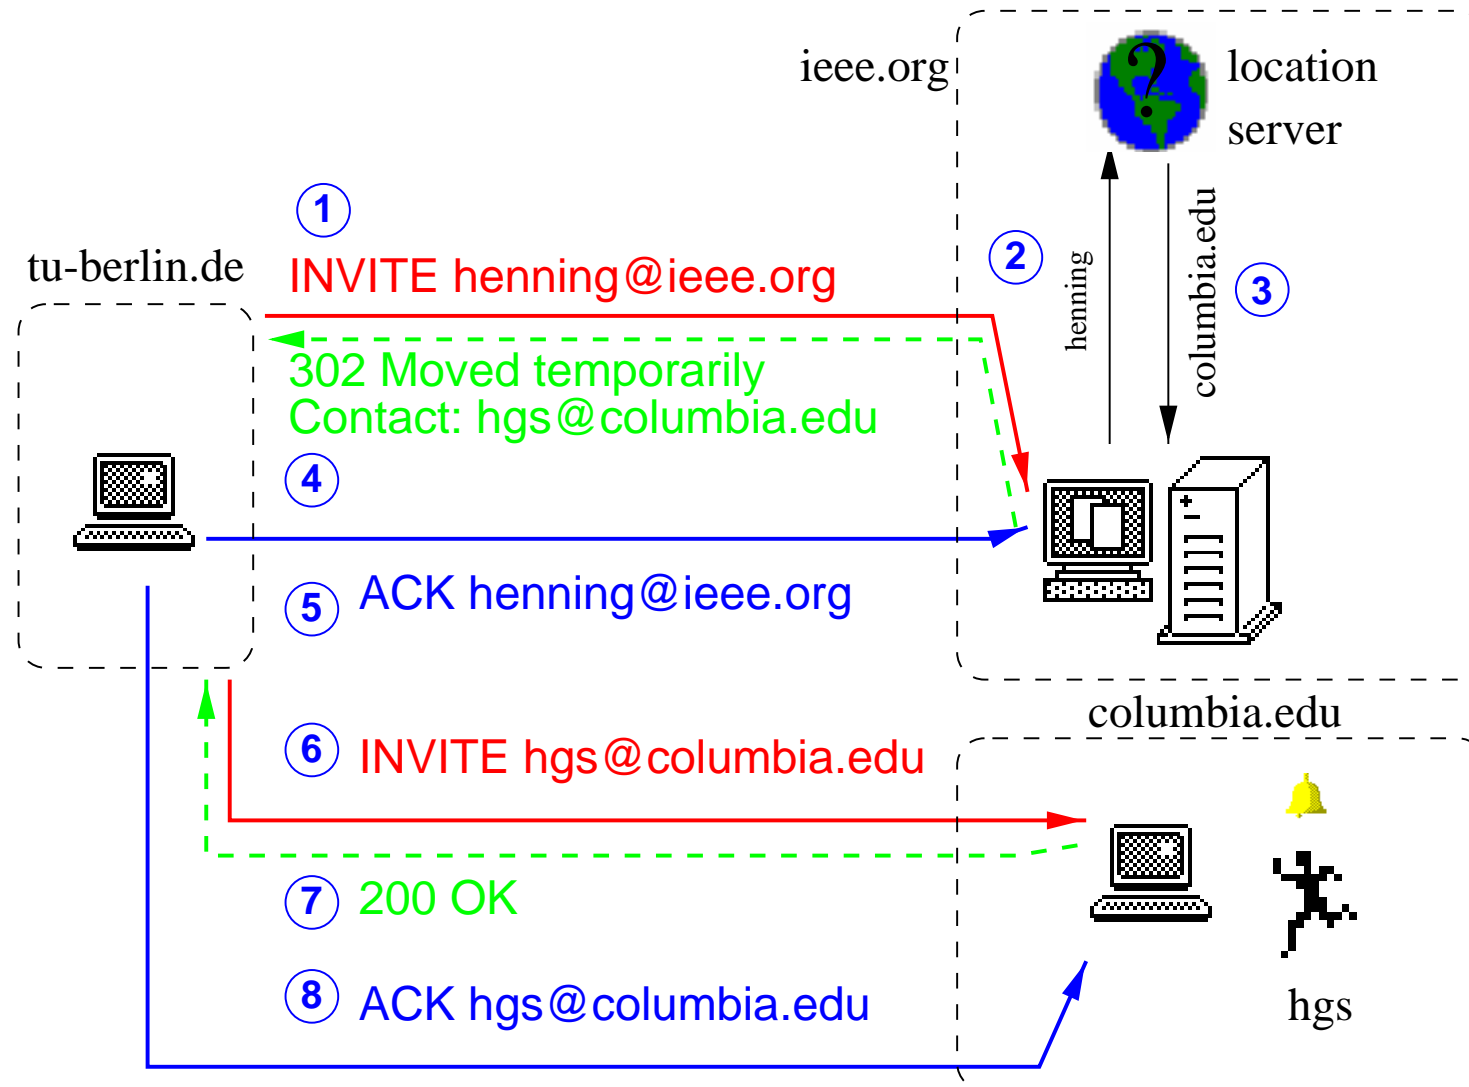 ieee.org
?
location
server
1
tu-berlin.de
INVITE henning@ieee.org
2
henning
columbia.edu
3
302 Moved temporarily
Contact: hgs@columbia.edu
4
5
ACK henning@ieee.org
columbia.edu
6
INVITE hgs@columbia.edu
7
200 OK
8
ACK hgs@columbia.edu
hgs